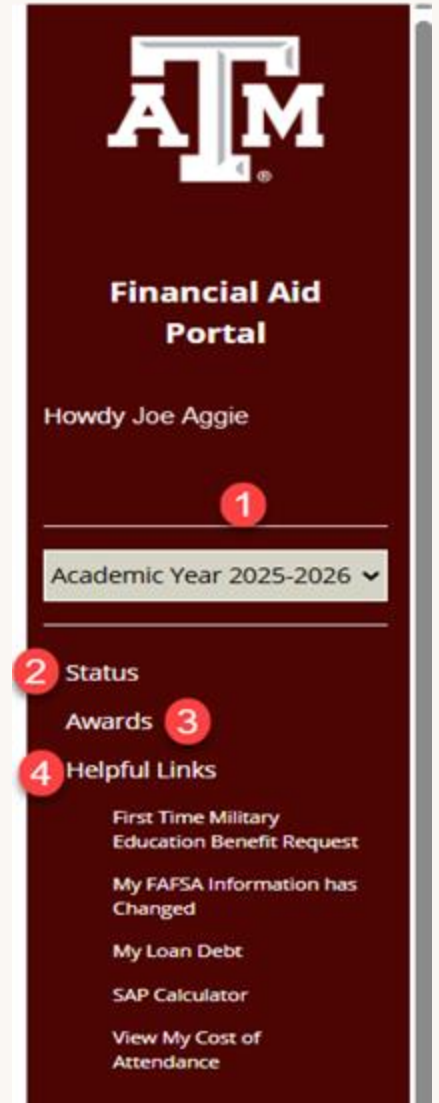 ATM
®
Financial Aid
Portal
Howdy Joe Aggie
1
Academic Year 2025-2026
2 Status
Awards 3
4 Helpful Links
First Time Military
Education Benefit Request
My FAFSA Information has
Changed
My Loan Debt
SAP Calculator
View My Cost of
Attendance